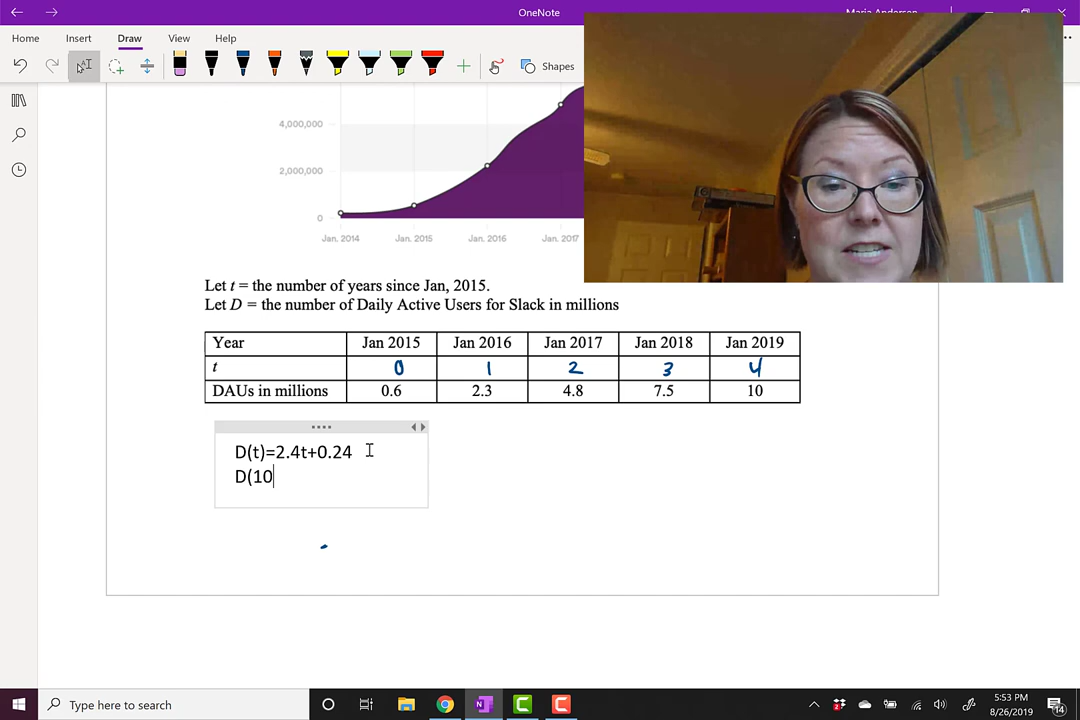 OneNote
Home Insert Draw View Help
Shapes
4,000,000
2,000,000
0
Jan. 2014 Jan. 2015 Jan. 2016 Jan. 2017
Let t = the number of years since Jan, 2015.
Let D = the number of Daily Active Users for Slack in millions
Year Jan 2015 Jan 2016 Jan 2017 Jan 2018 Jan 2019
t 0 1 2 3 4
DAUs in millions 0.6 2.3 4.8 7.5 10
D(t)=2.4t+0.24
D(10
Type here to search
5:53 PM
8/26/2019
14